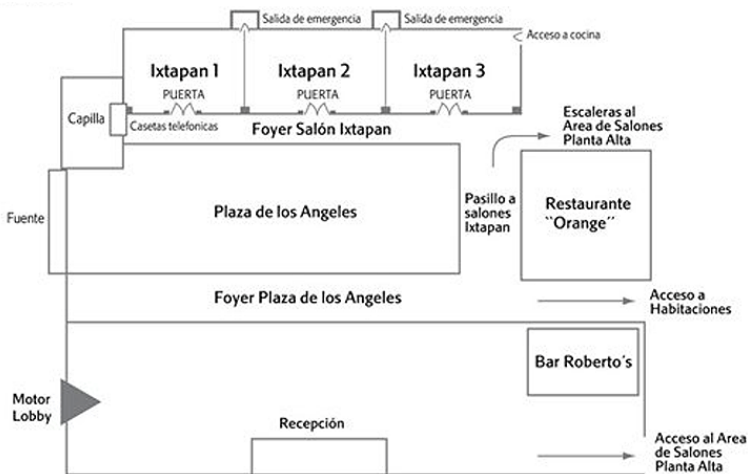 Salida de emergencia
Salida de emergencia
Acceso a cocina
Ixtapan 1
Ixtapan 2
Ixtapan 3
PUERTA
PUERTA
PUERTA
Capilla
Casetas telefonicas
Foyer Salón Ixtapan
Escaleras al
Area de Salones
Planta Alta
Fuente
Plaza de los Angeles
Pasillo a
salones
Ixtapan
Restaurante
``Orange´´
Foyer Plaza de los Angeles
Acceso a
Habitaciones
Bar Roberto´s
Motor
Lobby
Recepción
Acceso al Area
de Salones
Planta Alta